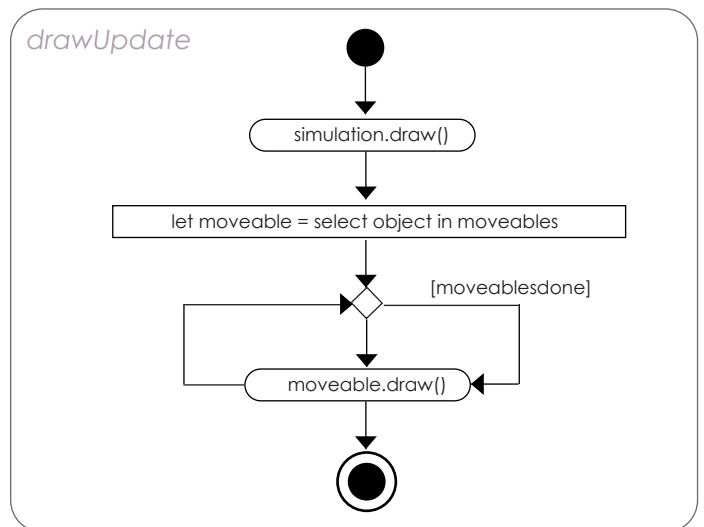 drawUpdate
simulation.draw()
let moveable = select object in moveables
[moveablesdone]
moveable.draw()